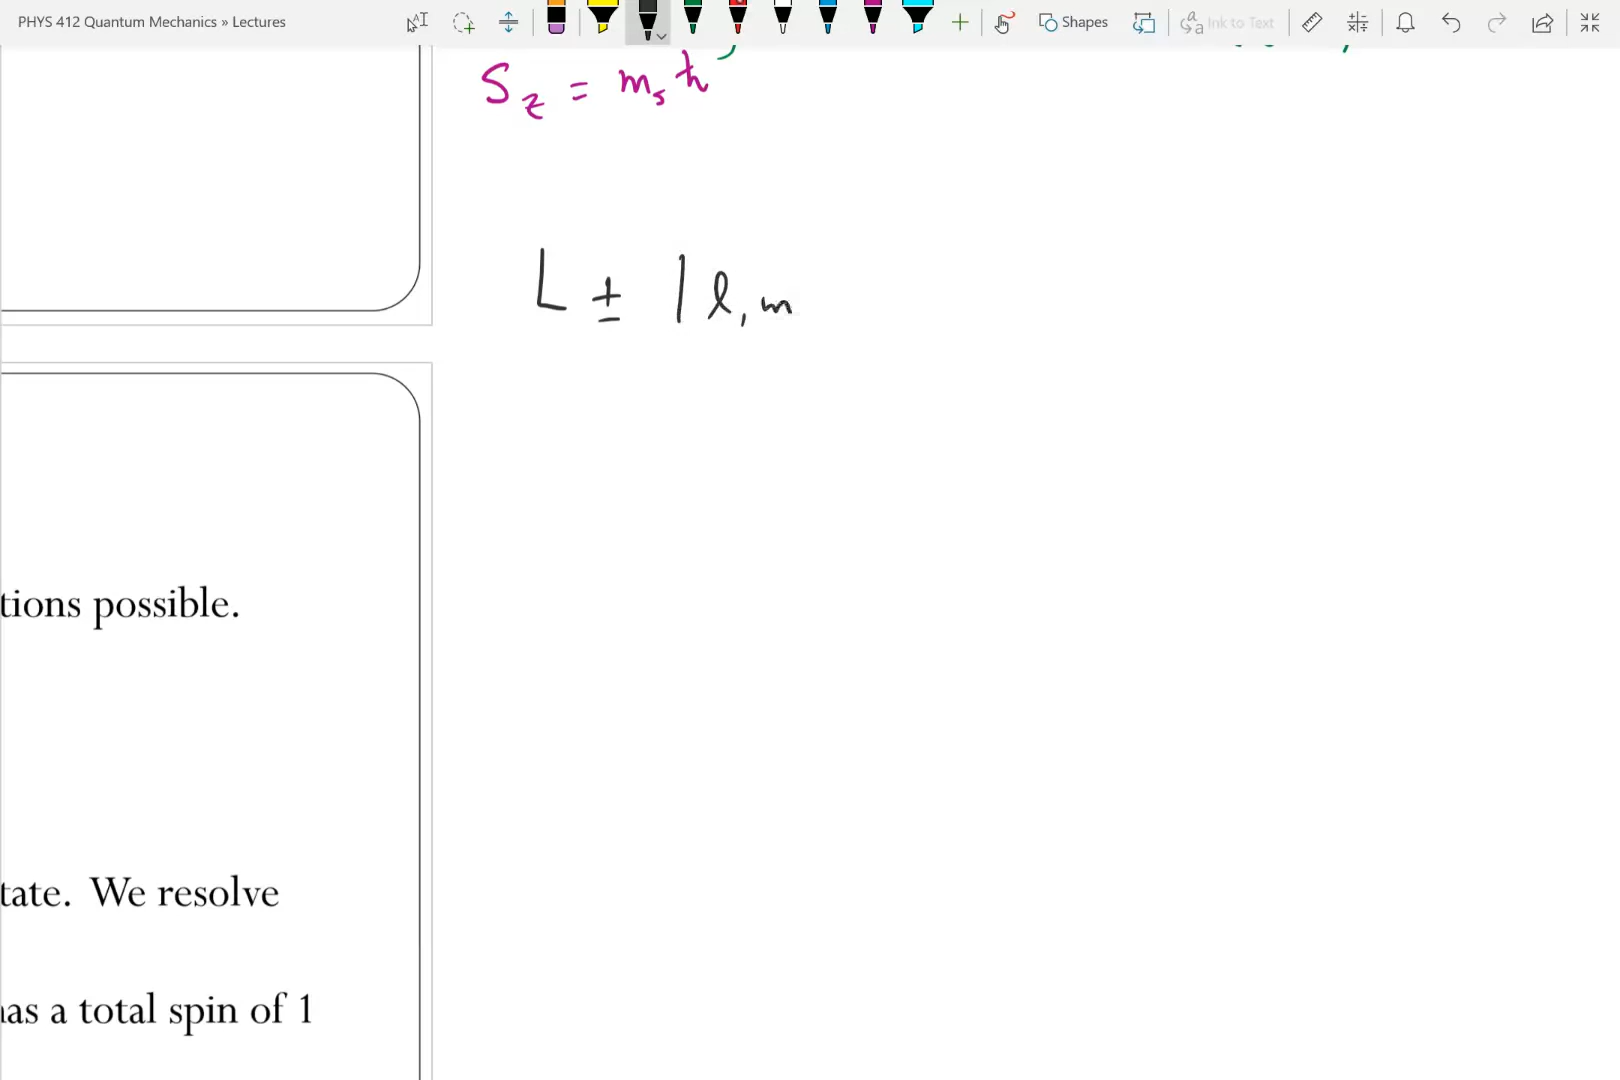 PHYS 412 Quantum Mechanics » Lectures
Shapes
Ink to Text
S_z = m_s ħ
L ± | l, m
tions possible.
tate. We resolve
as a total spin of 1